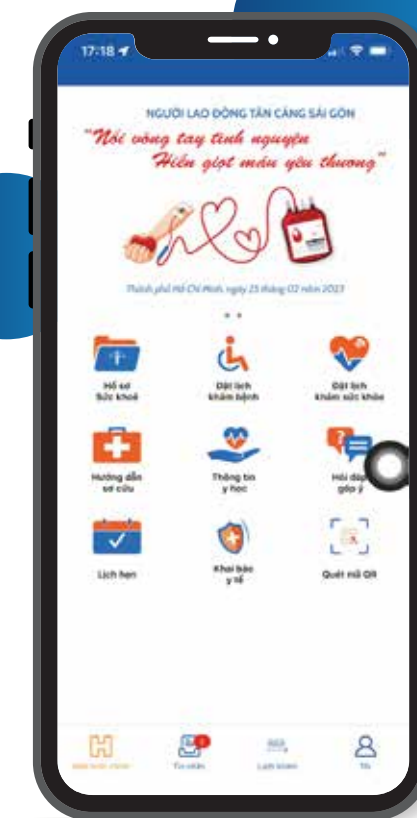 17:18
NGƯỜI LAO ĐỘNG TÂN CẢNG SÀI GÒN
"Nối vòng tay tình nguyện
Hiến giọt máu yêu thương"
Thành phố Hồ Chí Minh, ngày 25 tháng 02 năm 2023
Hồ sơ
Sức khoẻ
Đặt lịch
khám bệnh
Đặt lịch
khám sức khỏe
Hướng dẫn
sơ cứu
Thông tin
y học
Hỏi đáp
góp ý
Lịch hẹn
Khai báo
y tế
Quét mã QR
Tin nhắn
Lịch khám
Tôi